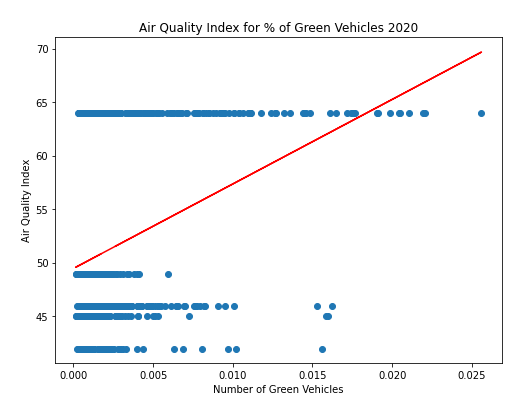 Air Quality Index for % of Green Vehicles 2020
Air Quality Index
70
65
60
55
50
45
0.000 0.005 0.010 0.015 0.020 0.025
Number of Green Vehicles